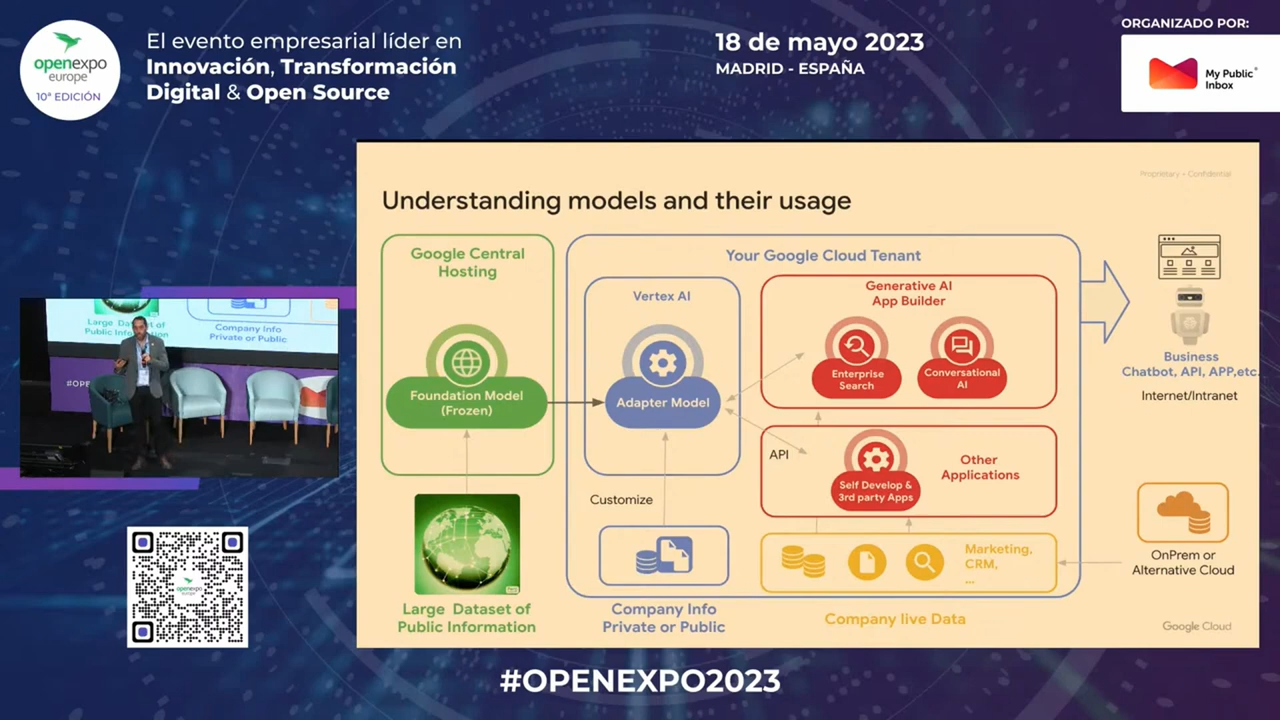 openexpo
europe
10ª EDICIÓN
El evento empresarial líder en
Innovación, Transformación
Digital & Open Source
18 de mayo 2023
MADRID - ESPAÑA
ORGANIZADO POR:
My Public
Inbox
Proprietary + Confidential
Understanding models and their usage
Google Central
Hosting
Foundation Model
(Frozen)
Large Dataset of
Public Information
Your Google Cloud Tenant
Vertex AI
Adapter Model
Customize
Company Info
Private or Public
Generative AI
App Builder
Enterprise
Search
Conversational
AI
API
Self Develop &
3rd party Apps
Other
Applications
Marketing,
CRM,
...
Company live Data
Business
Chatbot, API, APP,etc.
Internet/Intranet
OnPrem or
Alternative Cloud
Google Cloud
Large Dataset of
Public Information
Company Info
Private or Public
#OPE
openexpo
europe
#OPENEXPO2023